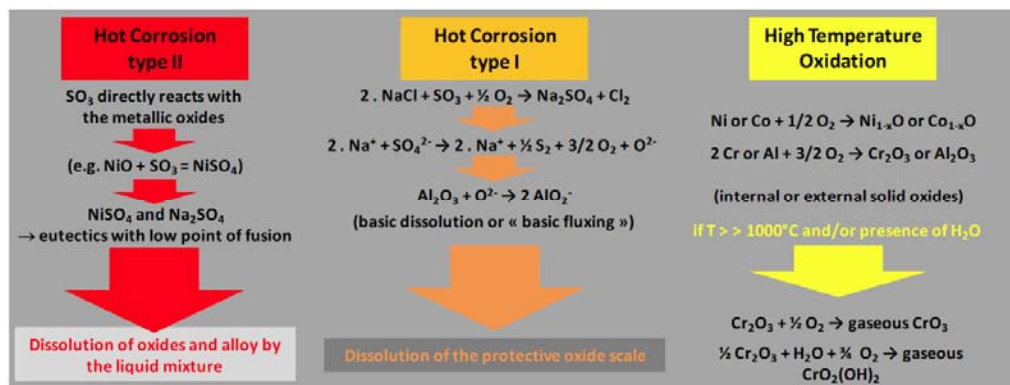 Hot Corrosion
type II
SO₃ directly reacts with
the metallic oxides
(e.g. NiO + SO₃ = NiSO₄)
NiSO₄ and Na₂SO₄
→ eutectics with low point of fusion
Dissolution of oxides and alloy by
the liquid mixture
Hot Corrosion
type I
2 . NaCl + SO₃ + ½ O₂ → Na₂SO₄ + Cl₂
2 . Na⁺ + SO₄²⁻ → 2 . Na⁺ + ½ S₂ + 3/2 O₂ + O²⁻
Al₂O₃ + O²⁻ → 2 AlO₂⁻
(basic dissolution or « basic fluxing »)
Dissolution of the protective oxide scale
High Temperature
Oxidation
Ni or Co + 1/2 O₂ → Ni₁₋ₓO or Co₁₋ₓO
2 Cr or Al + 3/2 O₂ → Cr₂O₃ or Al₂O₃
(internal or external solid oxides)
if T > > 1000°C and/or presence of H₂O
Cr₂O₃ + ½ O₂ → gaseous CrO₃
½ Cr₂O₃ + H₂O + ¾ O₂ → gaseous
CrO₂(OH)₂